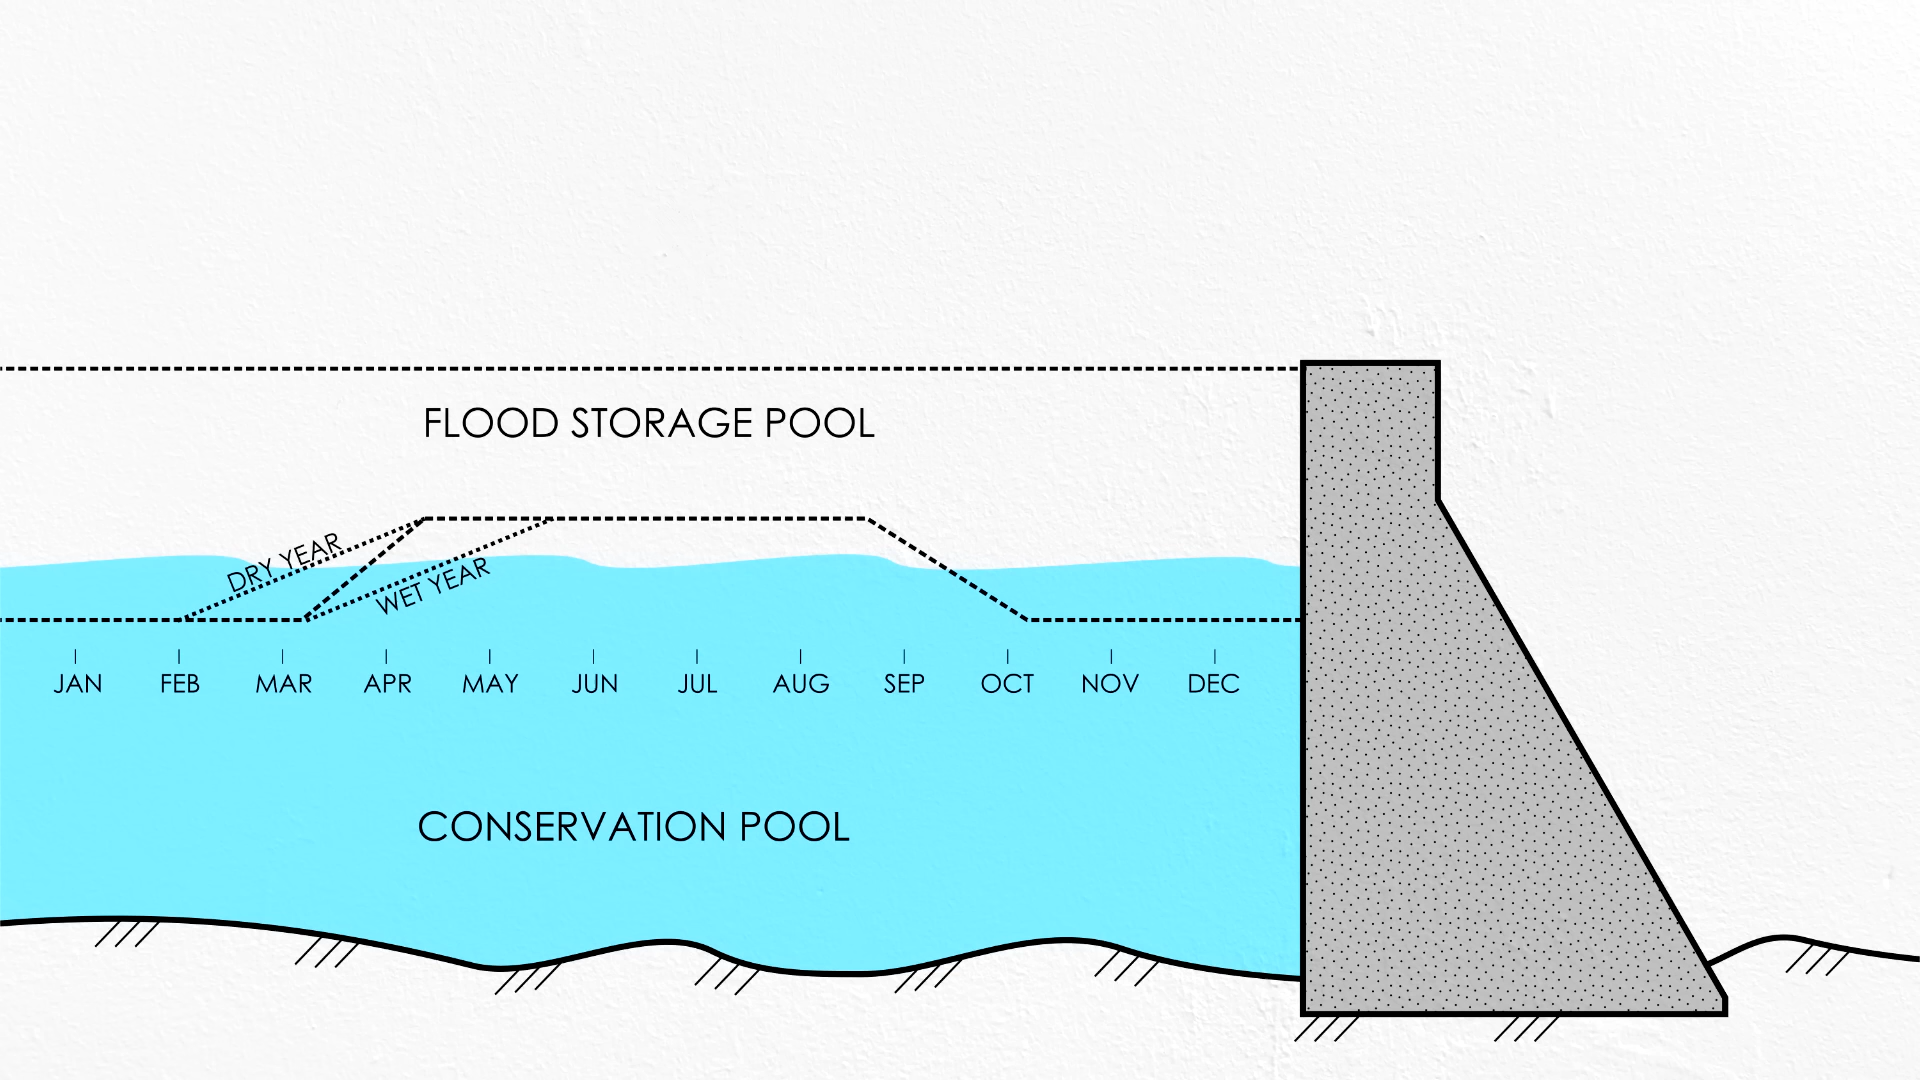 FLOOD STORAGE POOL
DRY YEAR
WET YEAR
JAN FEB MAR APR MAY JUN JUL AUG SEP OCT NOV DEC
CONSERVATION POOL